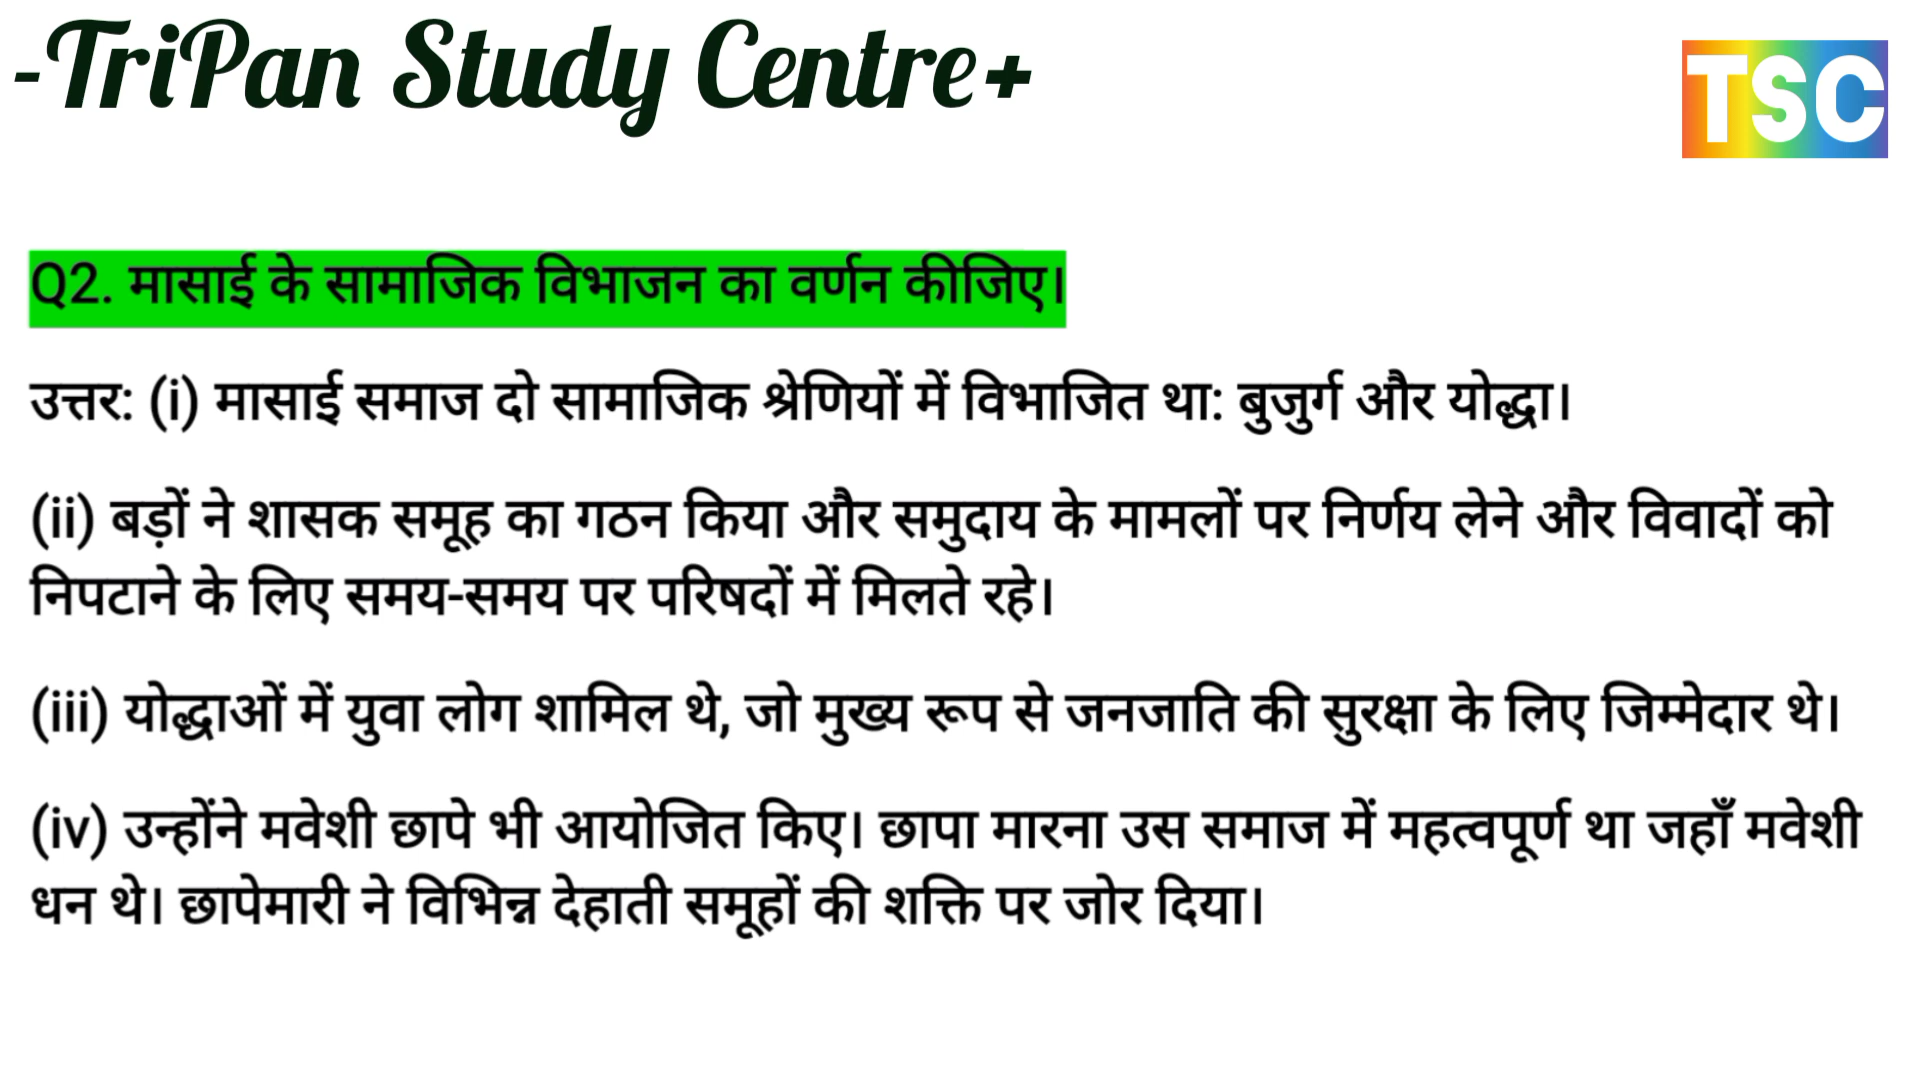 -TriPan Study Centre+
TSC
Q2. मासाई के सामाजिक विभाजन का वर्णन कीजिए।
उत्तर: (i) मासाई समाज दो सामाजिक श्रेणियों में विभाजित था: बुजुर्ग और योद्धा।
(ii) बड़ों ने शासक समूह का गठन किया और समुदाय के मामलों पर निर्णय लेने और विवादों को
निपटाने के लिए समय-समय पर परिषदों में मिलते रहे।
(iii) योद्धाओं में युवा लोग शामिल थे, जो मुख्य रूप से जनजाति की सुरक्षा के लिए जिम्मेदार थे।
(iv) उन्होंने मवेशी छापे भी आयोजित किए। छापा मारना उस समाज में महत्वपूर्ण था जहाँ मवेशी
धन थे। छापेमारी ने विभिन्न देहाती समूहों की शक्ति पर जोर दिया।